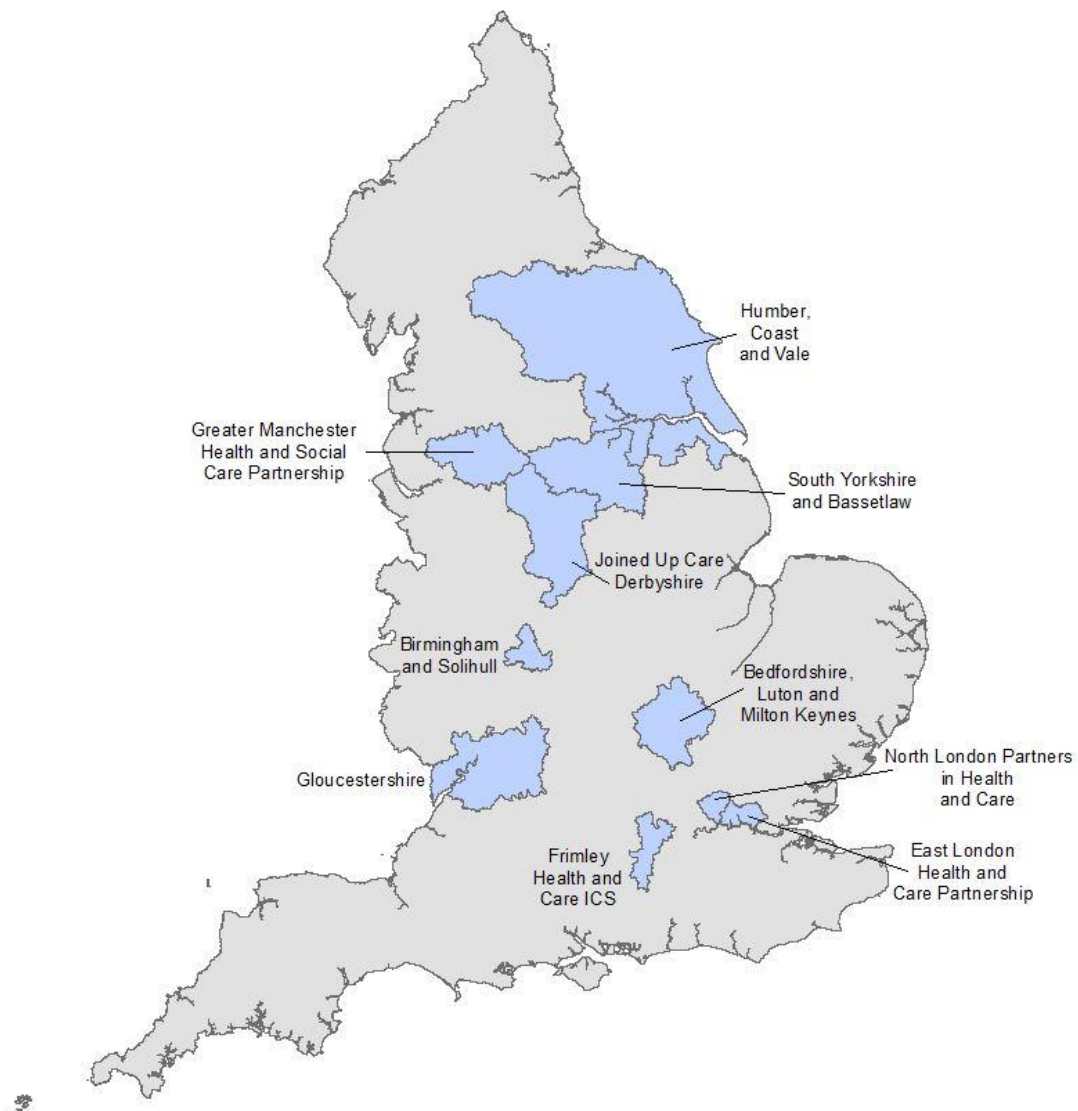 Humber,
Coast
and Vale
Greater Manchester
Health and Social
Care Partnership
South Yorkshire
and Bassetlaw
Joined Up Care
Derbyshire
Birmingham
and Solihull
Bedfordshire,
Luton and
Milton Keynes
Gloucestershire
North London Partners
in Health
and Care
Frimley
Health and
Care ICS
East London
Health and
Care Partnership